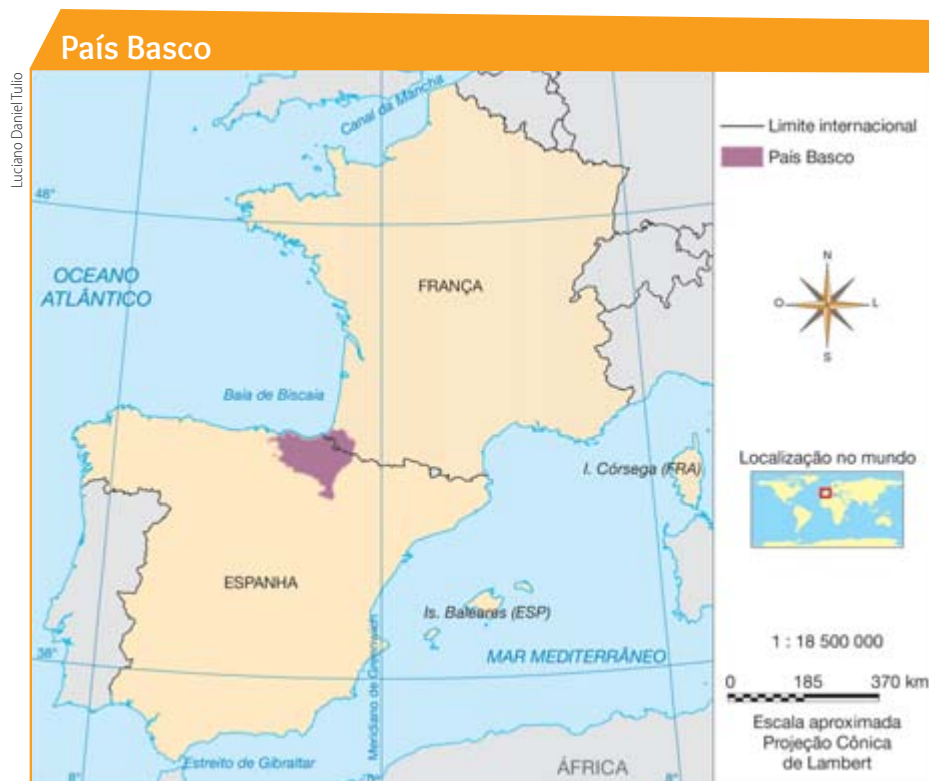 País Basco
Luciano Daniel Tulio
Canal da Mancha
Limite internacional
País Basco
48°
N
OCEANO
ATLÂNTICO
FRANÇA
O
L
S
Baía de Biscaia
Localização no mundo
I. Córsega (FRA)
ESPANHA
Is. Baleares (ESP)
Meridiano de Greenwich
MAR MEDITERRÂNEO
38°
1 : 18 500 000
0 185 370 km
Escala aproximada
Projeção Cônica
de Lambert
Estreito de Gibraltar
ÁFRICA
8°
0°
8°